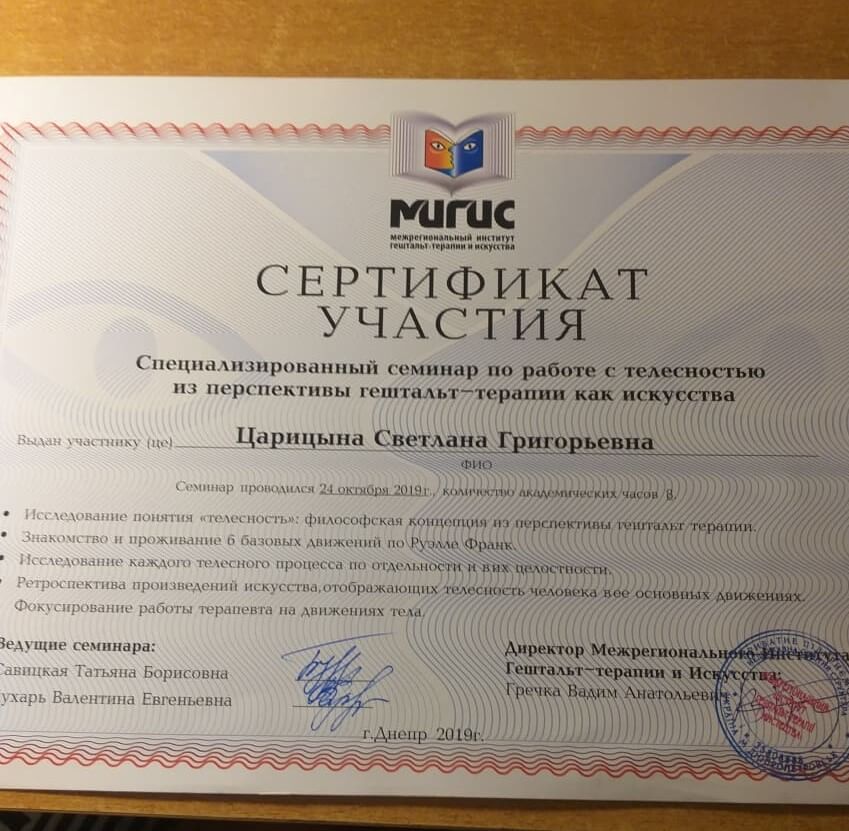 МИГИС
межрегиональный институт
гештальт-терапии и искусства
СЕРТИФИКАТ
УЧАСТИЯ
Специализированный семинар по работе с телесностью
из перспективы гештальт-терапии как искусства
Выдан участнику (це) Царицына Светлана Григорьевна
ФИО
Семинар проводился 24 октября 2019г., количество академических часов 8.
• Исследование понятия «телесность»: философская концепция из перспективы гештальт терапии.
• Знакомство и проживание 6 базовых движений по Руэлле Франк.
• Исследование каждого телесного процесса по отдельности и в их целостности.
• Ретроспектива произведений искусства,отображающих телесность человека в ее основных движениях.
Фокусирование работы терапевта на движениях тела.
Ведущие семинара:
Савицкая Татьяна Борисовна
ухарь Валентина Евгеньевна
Директор Межрегионального Института
Гештальт-терапии и Искусства:
Гречка Вадим Анатольевич
г.Днепр 2019г.